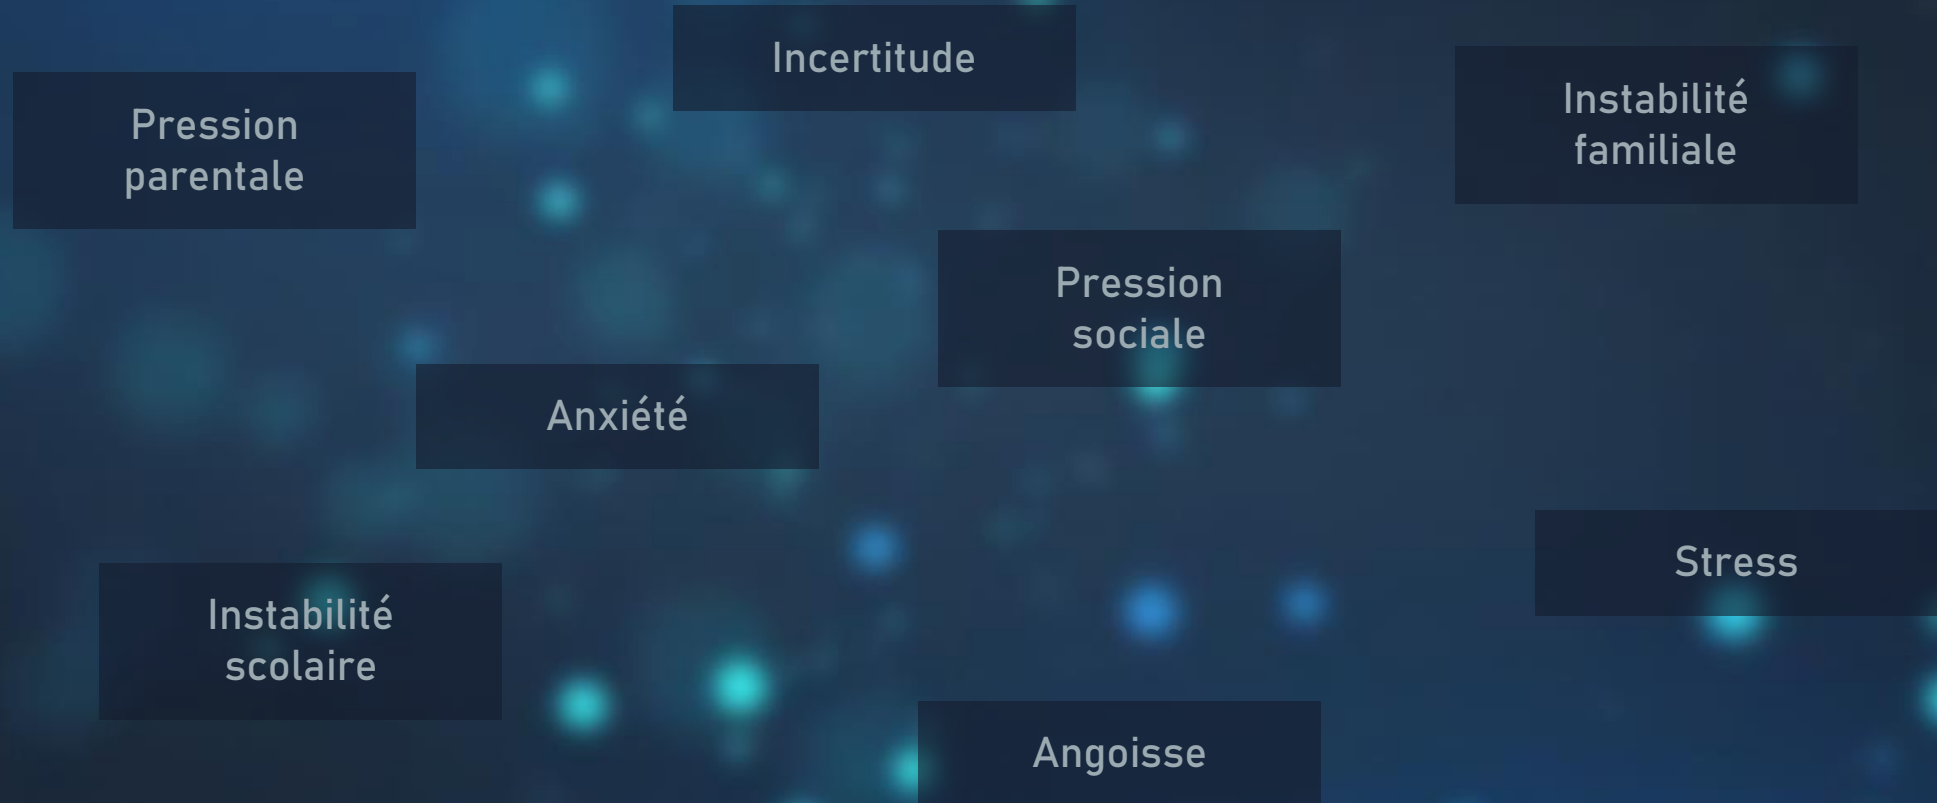 Incertitude
Pression
parentale
Instabilité
familiale
Pression
sociale
Anxiété
Stress
Instabilité
scolaire
Angoisse